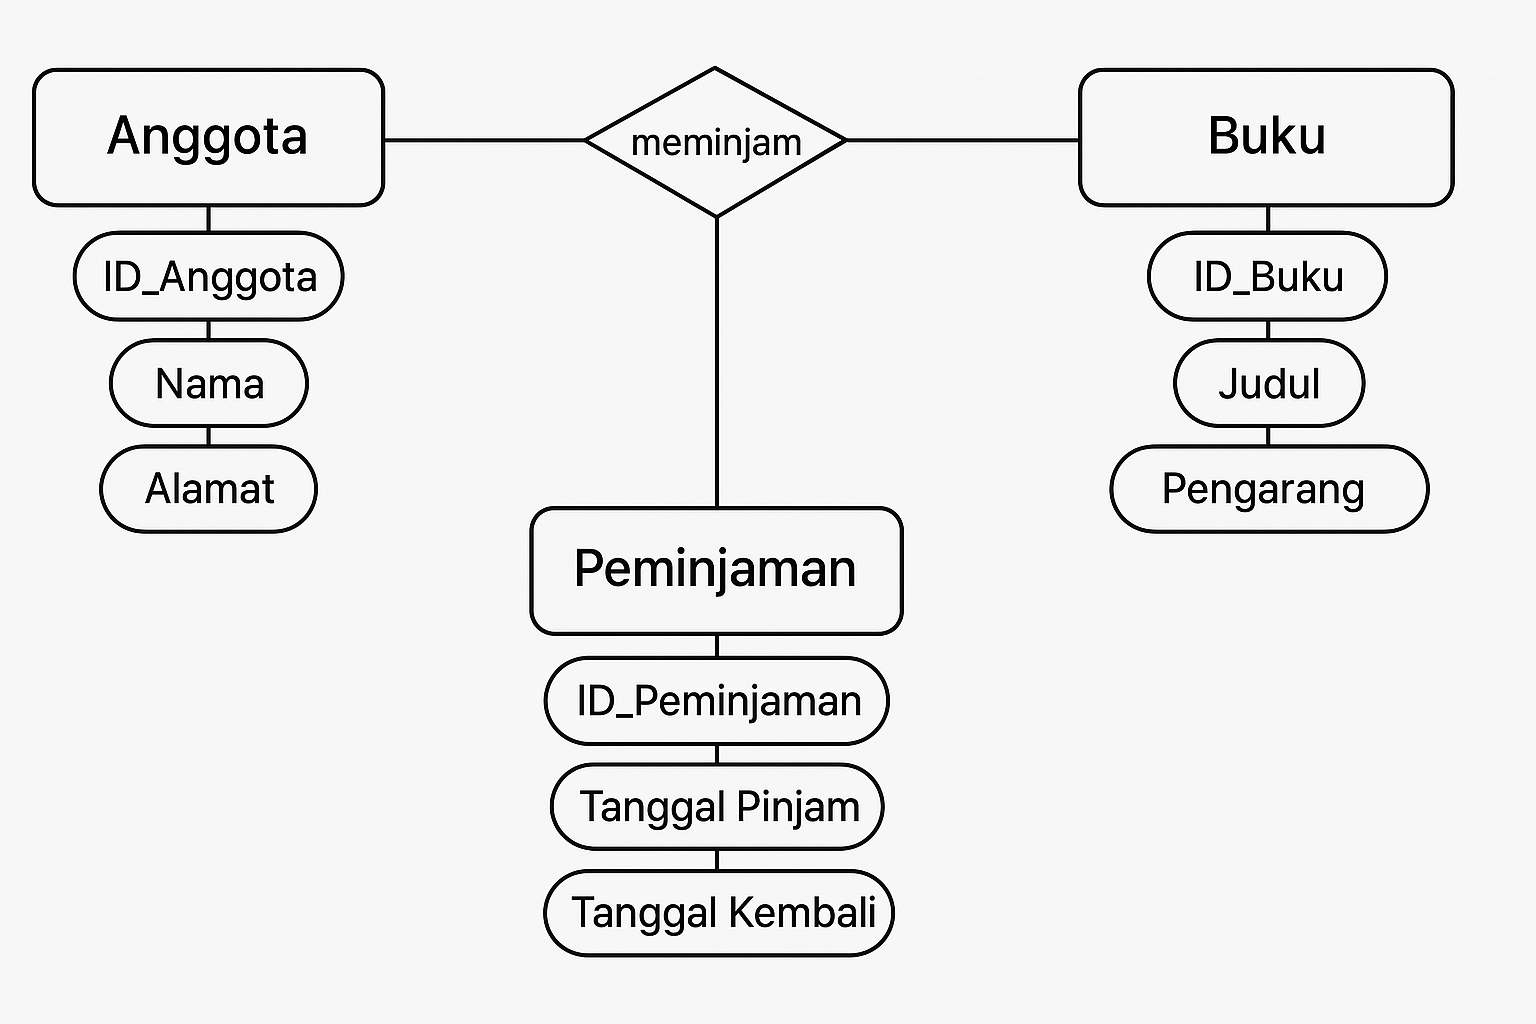 Anggota
meminjam
Buku
ID_Anggota
Nama
Alamat
ID_Buku
Judul
Pengarang
Peminjaman
ID_Peminjaman
Tanggal Pinjam
Tanggal Kembali